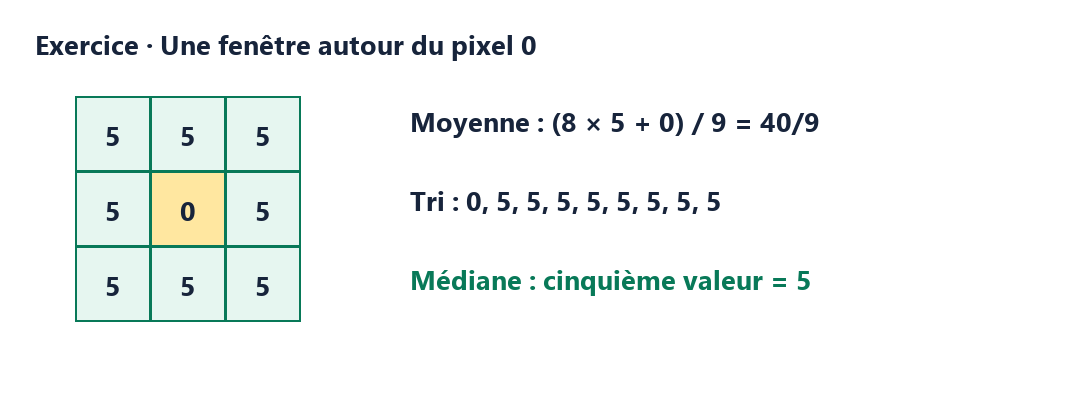 Exercice · Une fenêtre autour du pixel 0
5 5 5
5 0 5
5 5 5
Moyenne : (8 × 5 + 0) / 9 = 40/9
Tri : 0, 5, 5, 5, 5, 5, 5, 5, 5
Médiane : cinquième valeur = 5